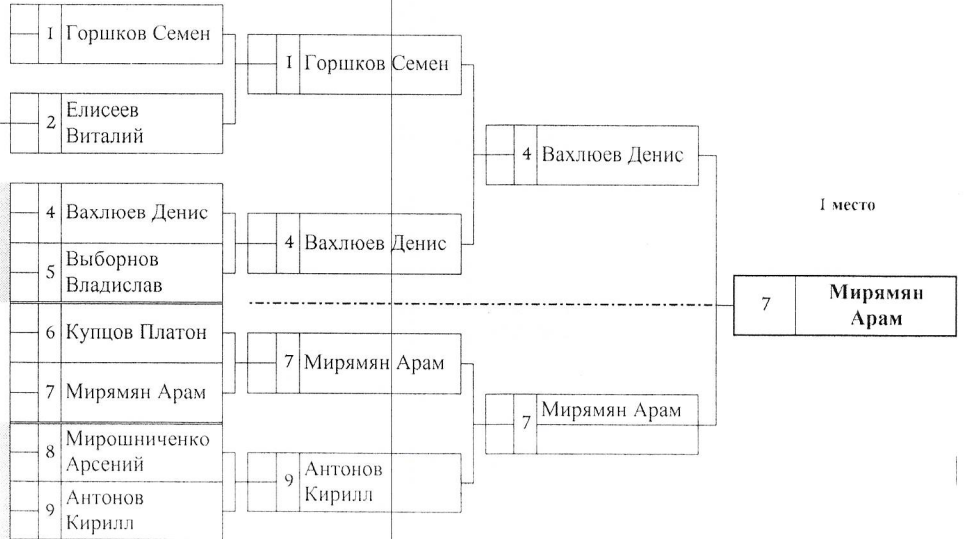 1 Горшков Семен
2 Елисеев
Виталий
4 Вахлюев Денис
5 Выборнов
Владислав
6 Купцов Платон
7 Мирямян Арам
8 Мирошниченко
Арсений
9 Антонов
Кирилл
1 Горшков Семен
4 Вахлюев Денис
7 Мирямян Арам
9 Антонов
Кирилл
4 Вахлюев Денис
7 Мирямян Арам
1 место
7 Мирямян
Арам